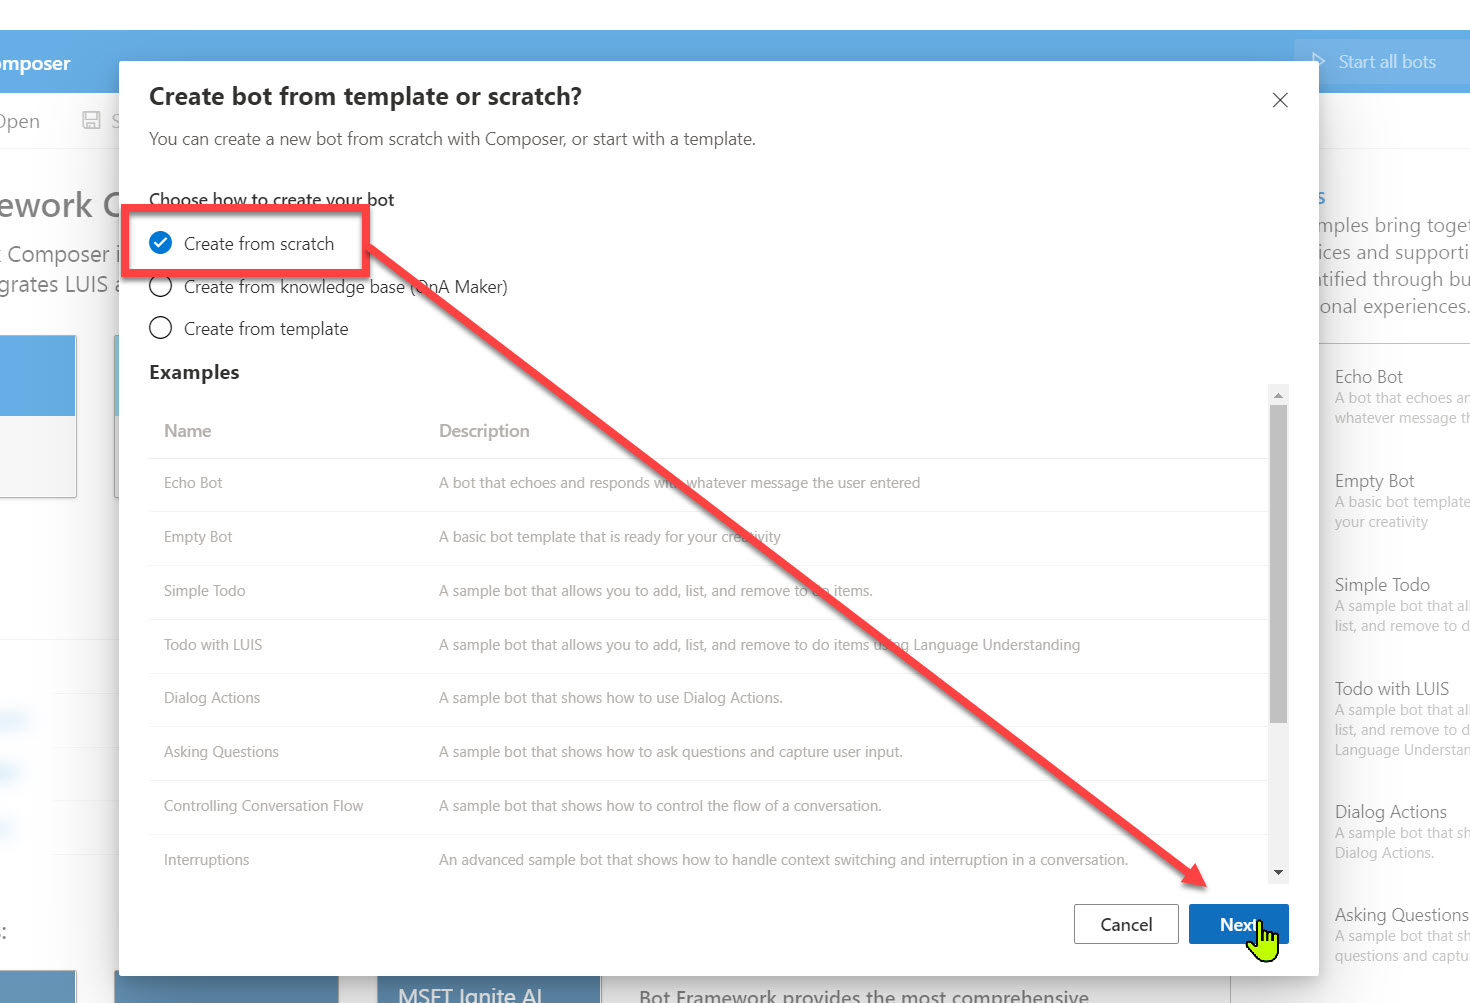 Start all bots
Open
Create bot from template or scratch?
You can create a new bot from scratch with Composer, or start with a template.
Choose how to create your bot
Create from scratch
Create from knowledge base (QnA Maker)
Create from template
Examples
Name Description
Echo Bot A bot that echoes and responds with whatever message the user entered
Empty Bot A basic bot template that is ready for your creativity
Simple Todo A sample bot that allows you to add, list, and remove to do items.
Todo with LUIS A sample bot that allows you to add, list, and remove to do items using Language Understanding
Dialog Actions A sample bot that shows how to use Dialog Actions.
Asking Questions A sample bot that shows how to ask questions and capture user input.
Controlling Conversation Flow A sample bot that shows how to control the flow of a conversation.
Interruptions An advanced sample bot that shows how to handle context switching and interruption in a conversation.
Cancel Next
Composer
grates LUIS
mples bring toge
ices and supporti
ntified through bu
onal experiences.
Echo Bot
A bot that echoes an
whatever message th
Empty Bot
A basic bot template
your creativity
Simple Todo
A sample bot that all
list, and remove to d
Todo with LUIS
A sample bot that all
list, and remove to d
Language Understan
Dialog Actions
A sample bot that sh
Dialog Actions.
Asking Questions
A sample bot that sh
questions and captu
MSFT Ignite AI
Bot Framework provides the most comprehensive